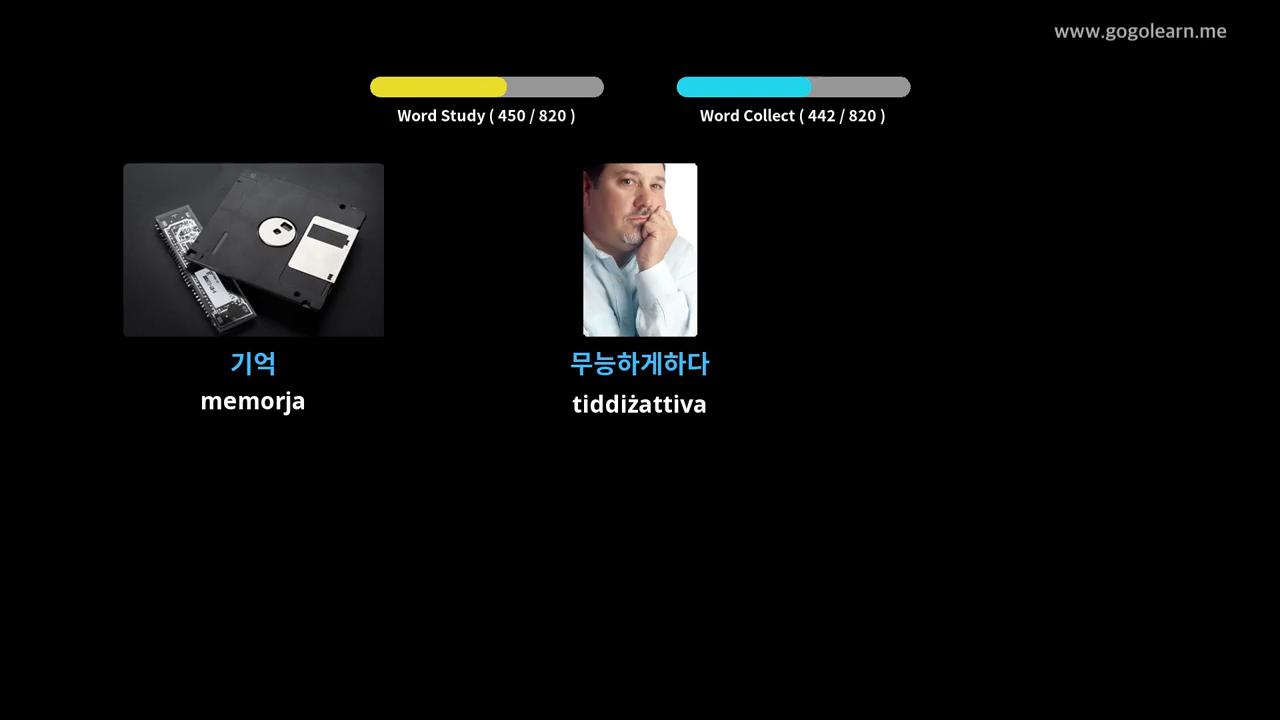 www.gogolearn.me
Word Study ( 450 / 820 )
Word Collect ( 442 / 820 )
기억
memorja
무능하게하다
tiddiżattiva